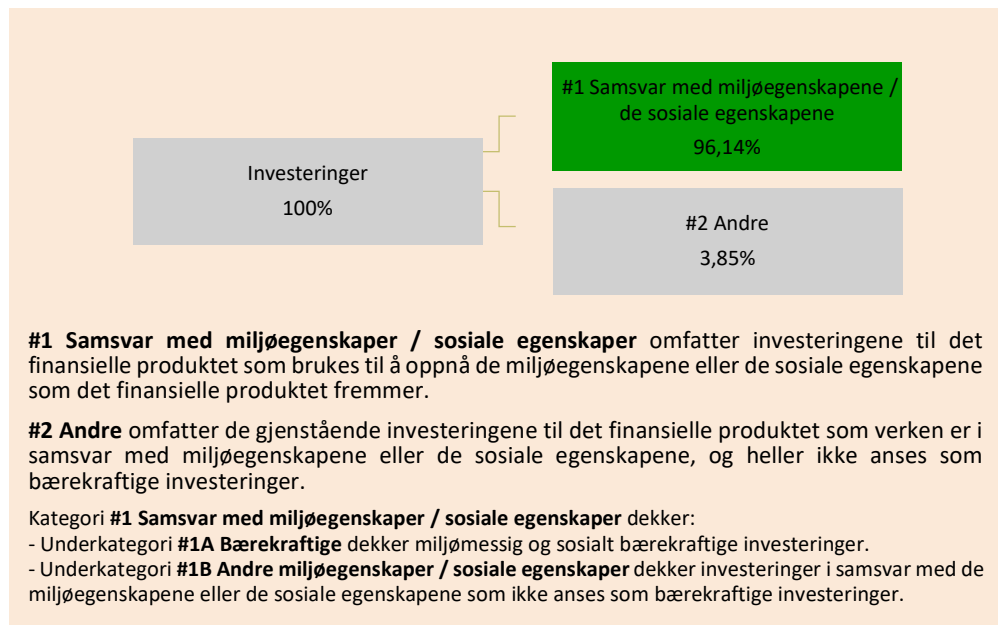 #1 Samsvar med miljøegenskapene /
de sosiale egenskapene
96,14%
Investeringer
100%
#2 Andre
3,85%
#1 Samsvar med miljøegenskaper / sosiale egenskaper omfatter investeringene til det
finansielle produktet som brukes til å oppnå de miljøegenskapene eller de sosiale egenskapene
som det finansielle produktet fremmer.
#2 Andre omfatter de gjenstående investeringene til det finansielle produktet som verken er i
samsvar med miljøegenskapene eller de sosiale egenskapene, og heller ikke anses som
bærekraftige investeringer.
Kategori #1 Samsvar med miljøegenskaper / sosiale egenskaper dekker:
- Underkategori #1A Bærekraftige dekker miljømessig og sosialt bærekraftige investeringer.
- Underkategori #1B Andre miljøegenskaper / sosiale egenskaper dekker investeringer i samsvar med de
miljøegenskapene eller de sosiale egenskapene som ikke anses som bærekraftige investeringer.